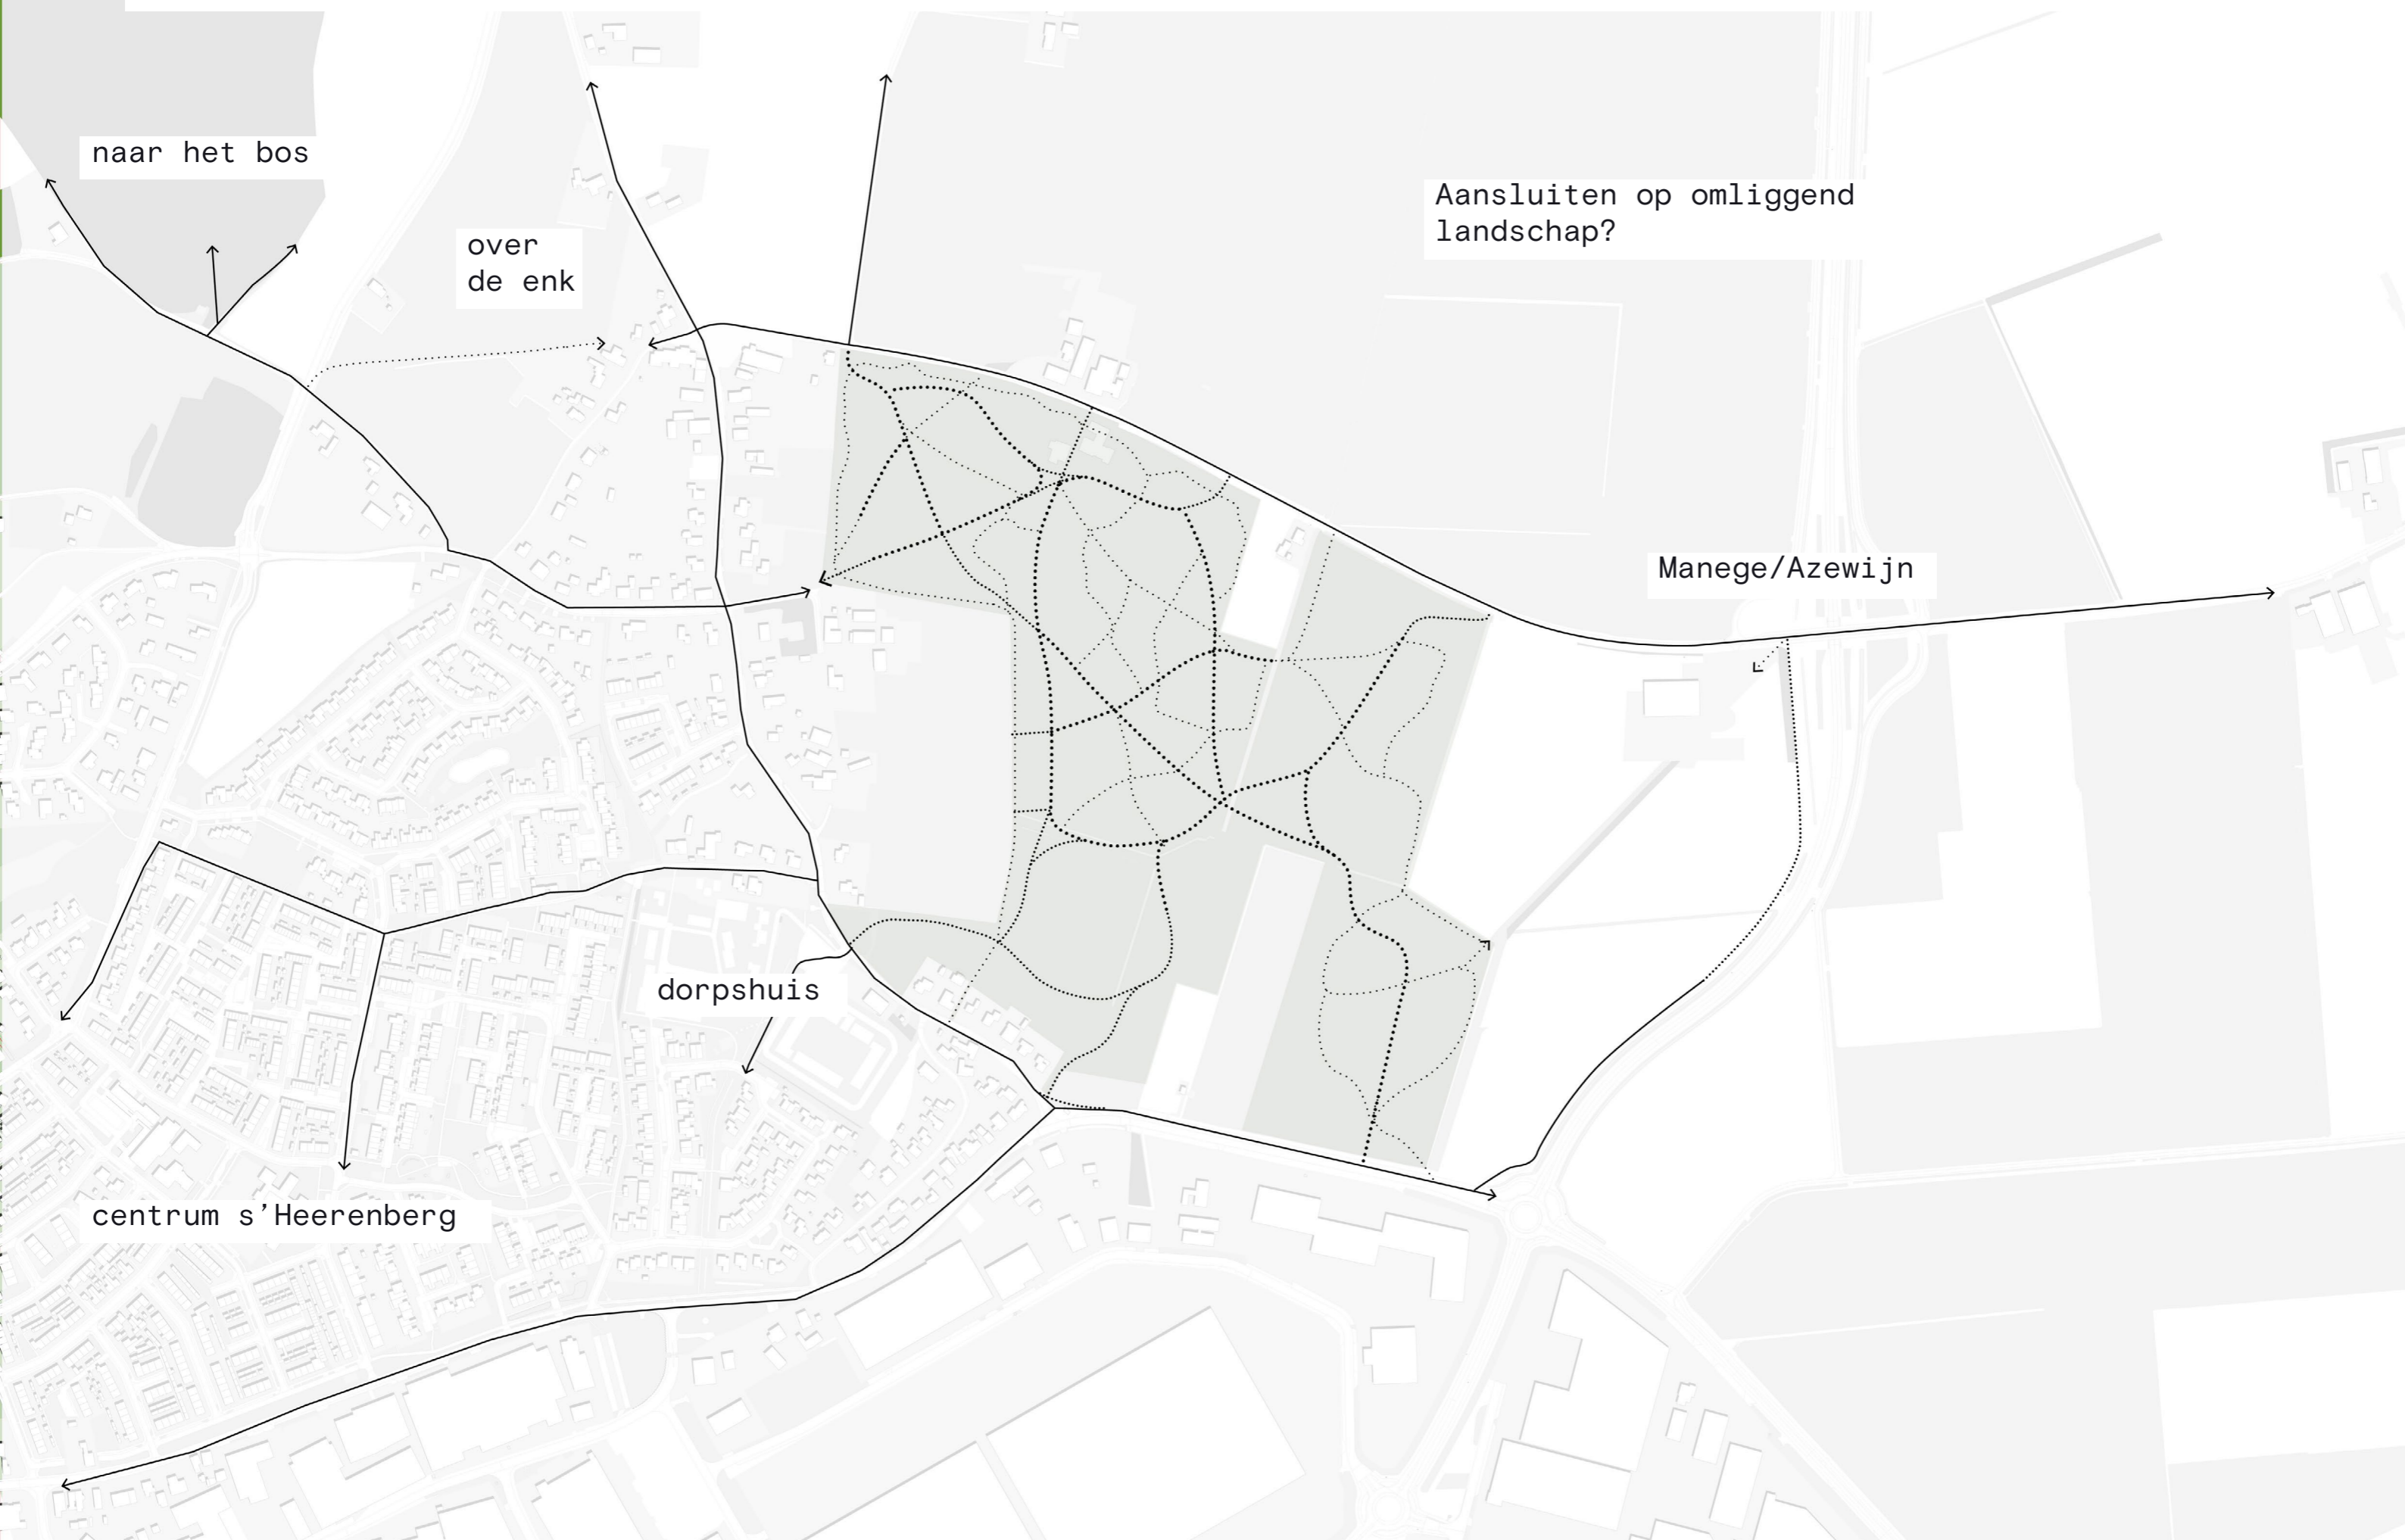 naar het bos
over
de enk
Aansluiten op omliggend
landschap?
Manege/Azewijn
dorpshuis
centrum s’Heerenberg